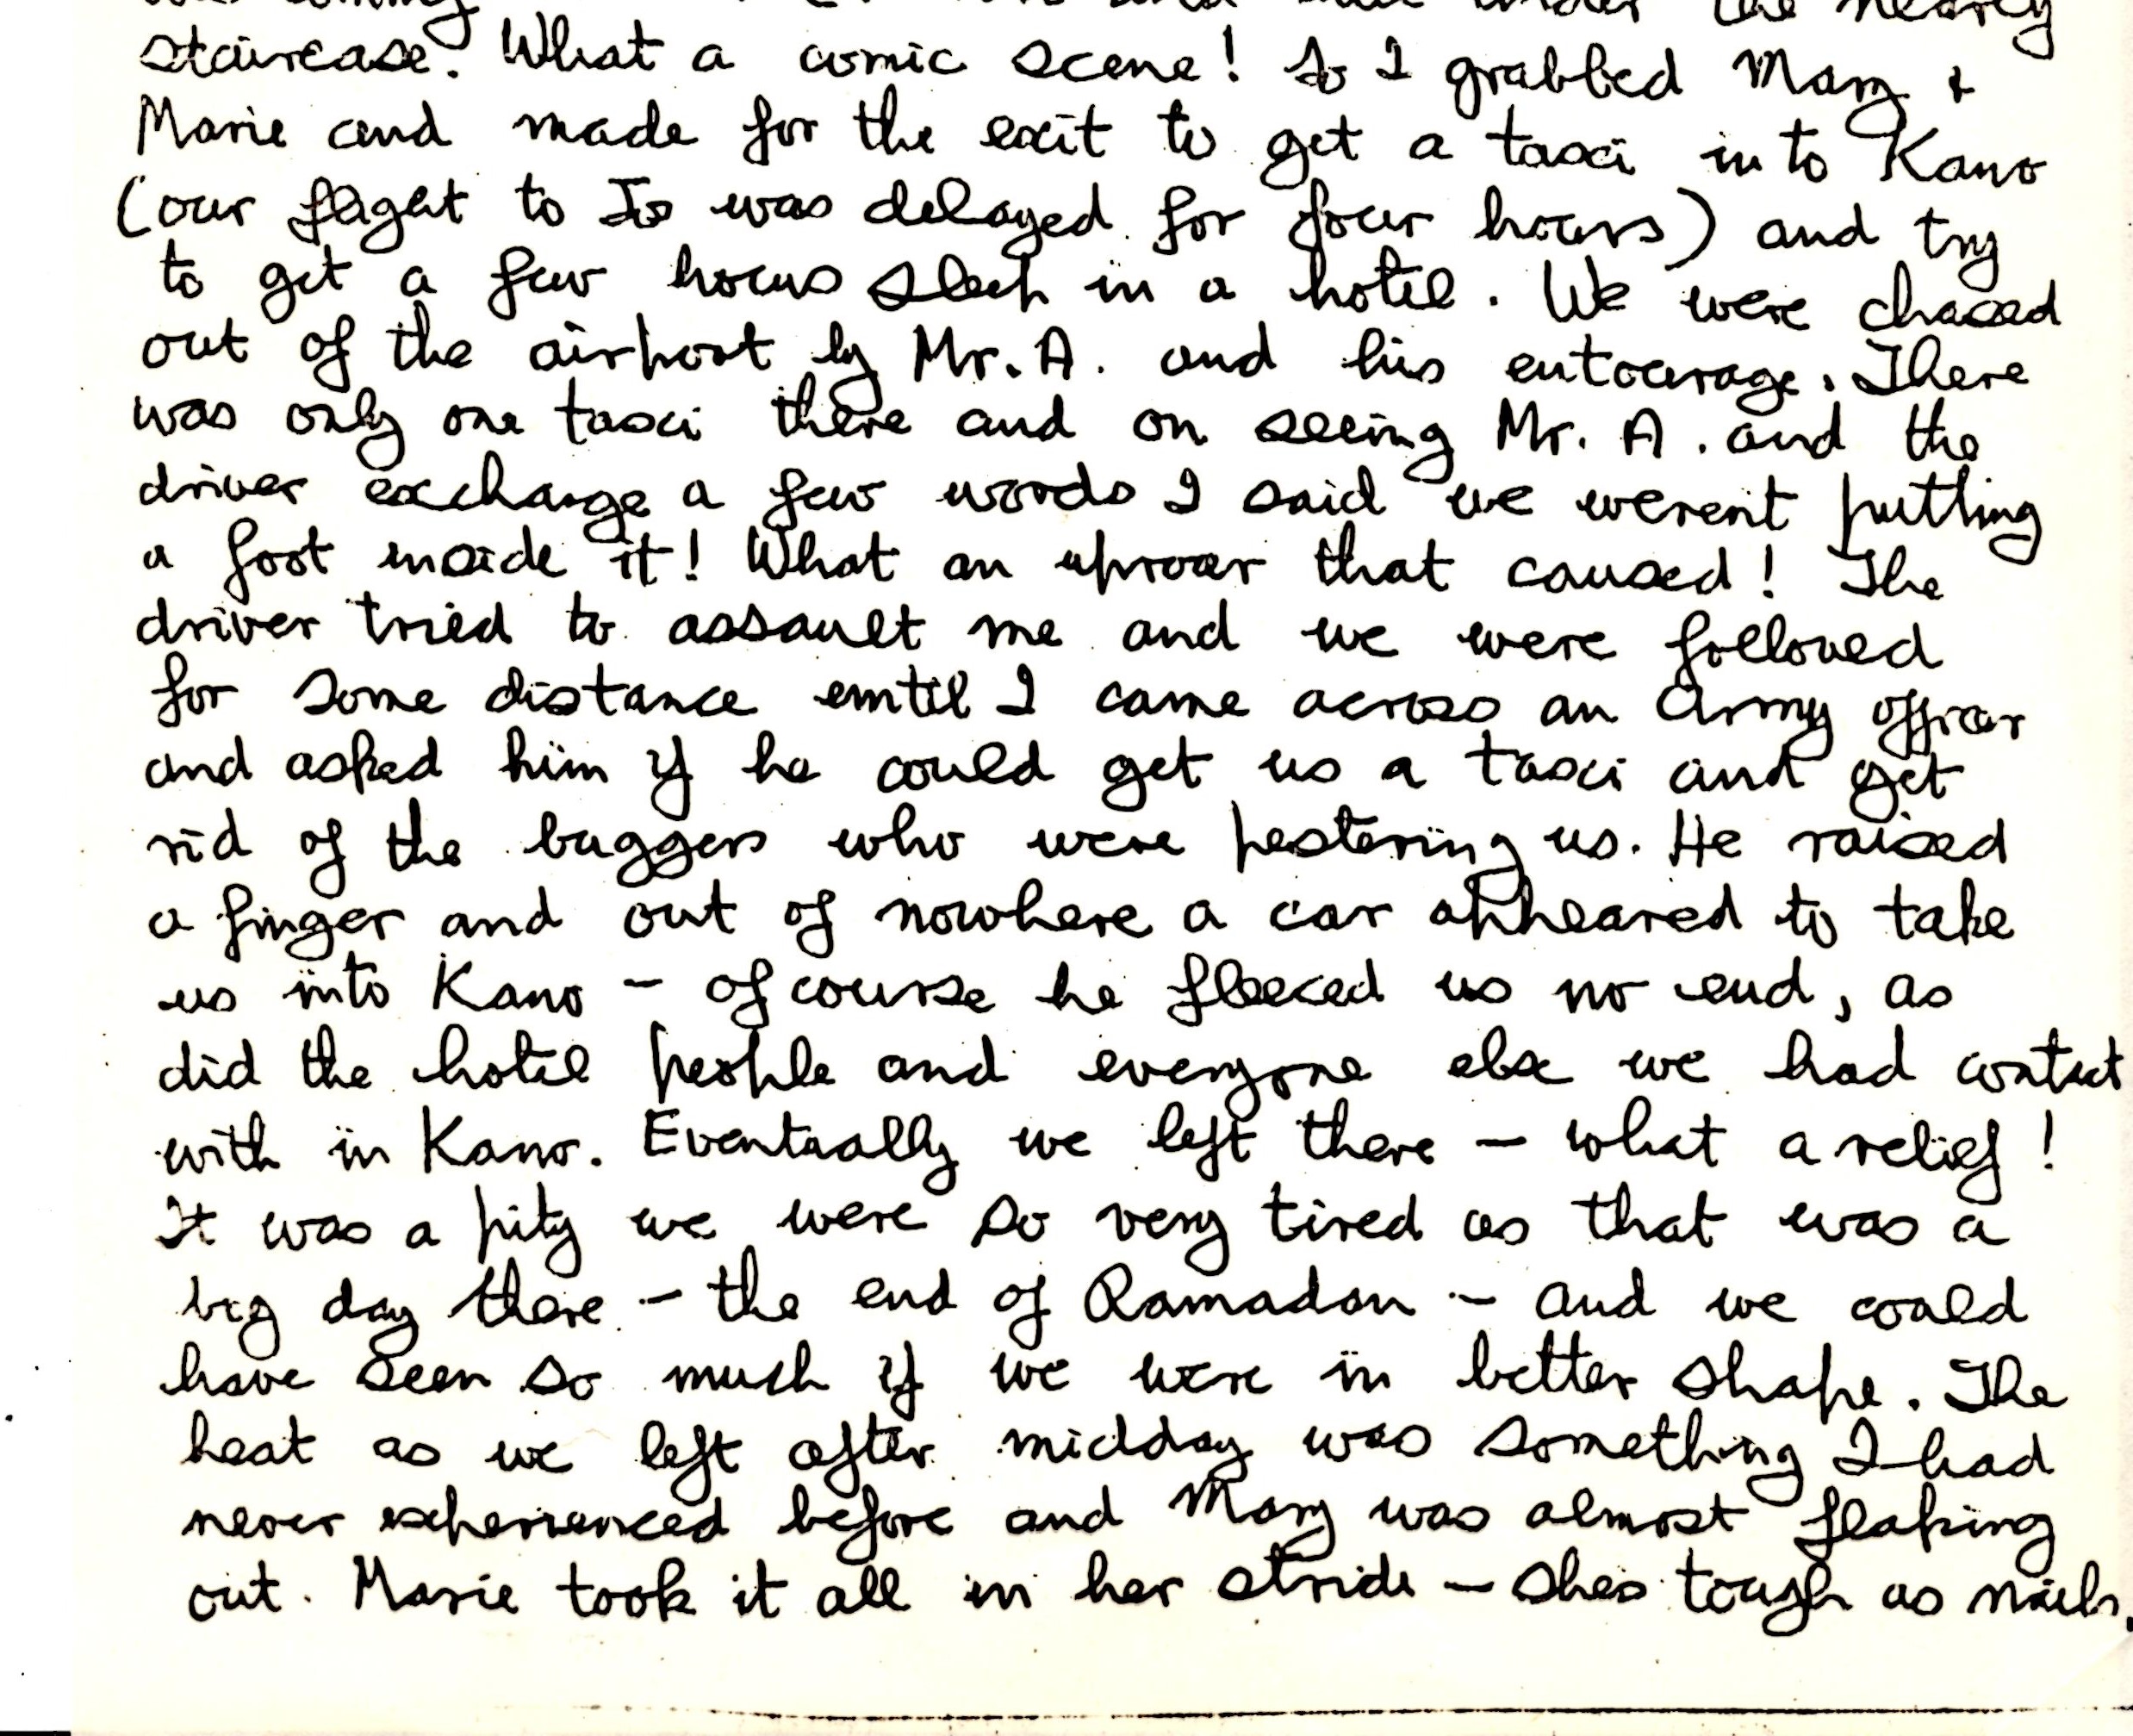 the nearby
staircase. What a comic scene! So I grabbed Mary &
Marie and made for the exit to get a taxi into Kano
(our flight to Jos was delayed for four hours) and try
to get a few hours sleep in a hotel. We were chased
out of the airport by Mr. A. and his entourage. There
was only one taxi there and on seeing Mr. A. and the
driver exchange a few words I said we weren't putting
a foot inside it! What an uproar that caused! The
driver tried to assault me and we were followed
for some distance until I came across an Army officer
and asked him if he could get us a taxi and get
rid of the buggers who were pestering us. He raised
a finger and out of nowhere a car appeared to take
us into Kano - of course he fleeced us no end, as
did the hotel people and everyone else we had contact
with in Kano. Eventually we left there - what a relief!
It was a pity we were so very tired as that was a
big day there - the end of Ramadan - and we could
have seen so much if we were in better shape. The
heat as we left after midday was something I had
never experienced before and Mary was almost flaking
out. Marie took it all in her stride - shes tough as nails.